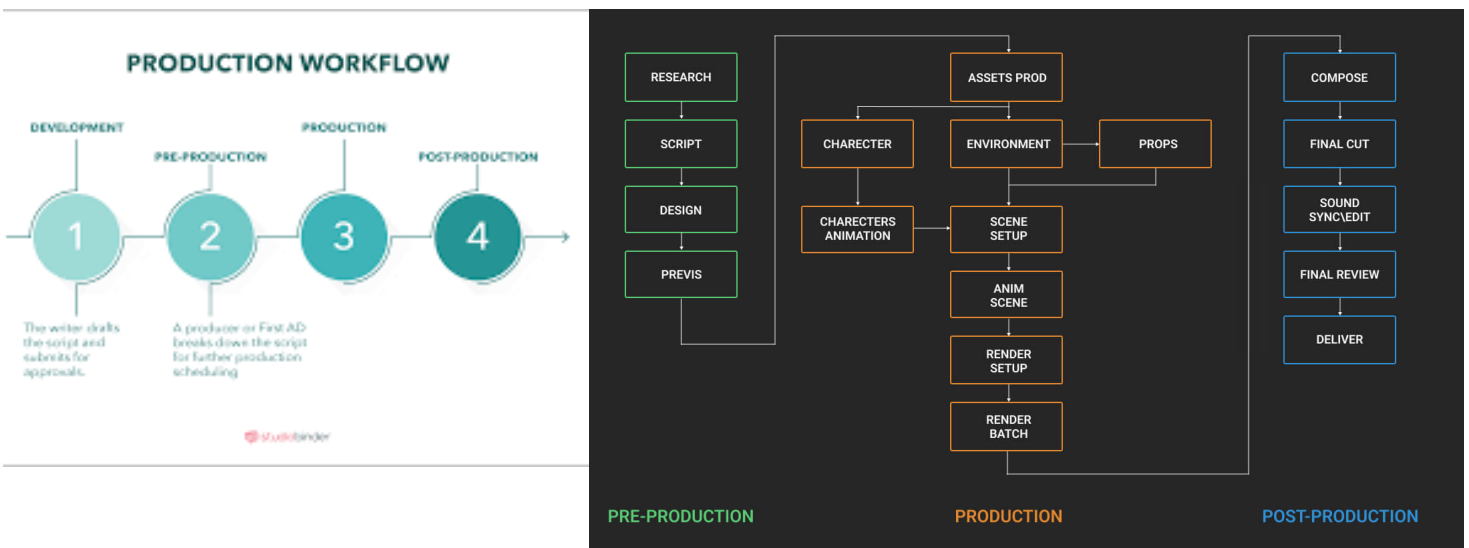 PRODUCTION WORKFLOW
DEVELOPMENT
PRODUCTION
PRE-PRODUCTION
POST-PRODUCTION
1
2
3
4
The writer drafts
the script and
submits for
approvals.
A producer or First AD
breaks down the script
for further production
scheduling
studiobinder
RESEARCH
SCRIPT
DESIGN
PREVIS
PRE-PRODUCTION
ASSETS PROD
CHARECTER
ENVIRONMENT
PROPS
CHARECTERS
ANIMATION
SCENE
SETUP
ANIM
SCENE
RENDER
SETUP
RENDER
BATCH
PRODUCTION
COMPOSE
FINAL CUT
SOUND
SYNC\EDIT
FINAL REVIEW
DELIVER
POST-PRODUCTION